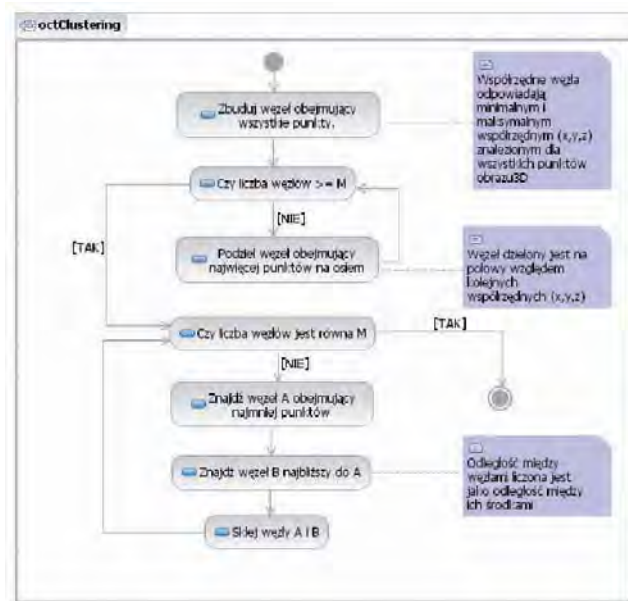 octClustering
Zbuduj węzeł obejmujący
wszystkie punkty.
Współrzędne węzła
odpowiadają
minimalnym i
maksymalnym
współrzędnym (x,y,z)
znalezionym dla
wszystkich punktów
obrazu3D
Czy liczba węzłów >= M
[NIE]
[TAK]
Podziel węzeł obejmujący
najwięcej punktów na osiem
Węzeł dzielony jest na
połowy względem
kolejnych
współrzędnych (x,y,z)
Czy liczba węzłów jest równa M
[TAK]
[NIE]
Znajdź węzeł A obejmujący
najmniej punktów
Znajdź węzeł B najbliższy do A
Odległość między
węzłami liczona jest
jako odległość między
ich środkami
Sklej węzły A i B